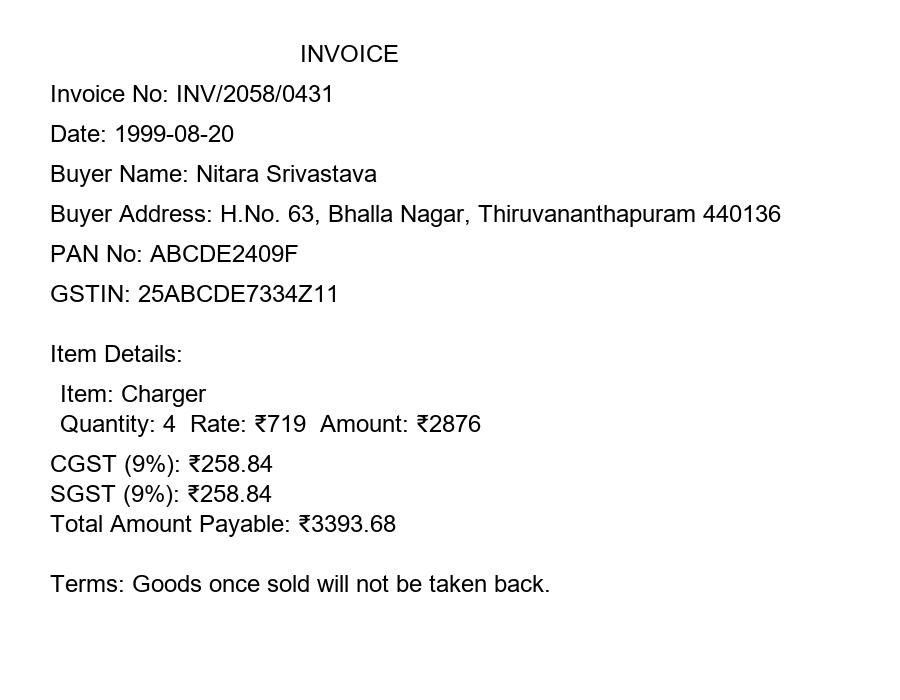 INVOICE
Invoice No: INV/2058/0431
Date: 1999-08-20
Buyer Name: Nitara Srivastava
Buyer Address: H.No. 63, Bhalla Nagar, Thiruvananthapuram 440136
PAN No: ABCDE2409F
GSTIN: 25ABCDE7334Z11
Item Details:
Item: Charger
Quantity: 4  Rate: ₹719  Amount: ₹2876
CGST (9%): ₹258.84
SGST (9%): ₹258.84
Total Amount Payable: ₹3393.68
Terms: Goods once sold will not be taken back.